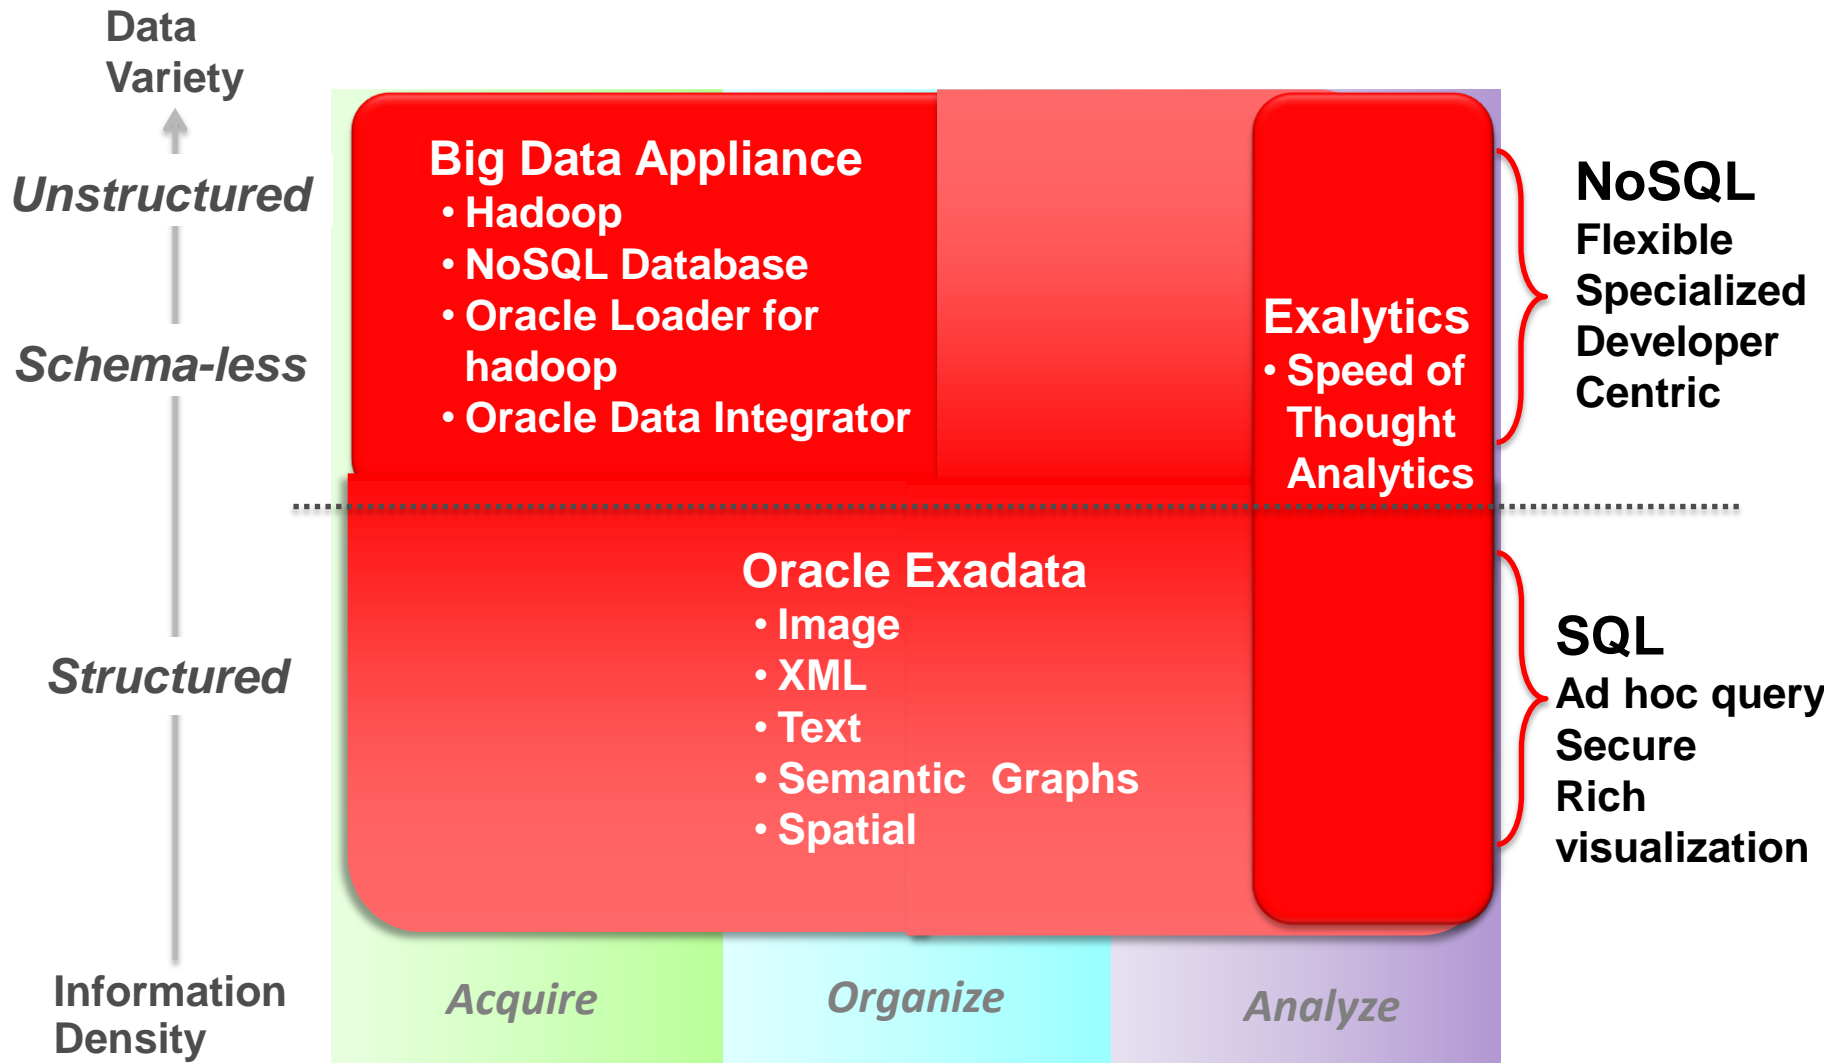 Data
Variety
Unstructured
Schema-less
Structured
Information
Density
Big Data Appliance
• Hadoop
• NoSQL Database
• Oracle Loader for
hadoop
• Oracle Data Integrator
Exalytics
• Speed of
Thought
Analytics
Oracle Exadata
• Image
• XML
• Text
• Semantic Graphs
• Spatial
NoSQL
Flexible
Specialized
Developer
Centric
SQL
Ad hoc query
Secure
Rich
visualization
Acquire
Organize
Analyze